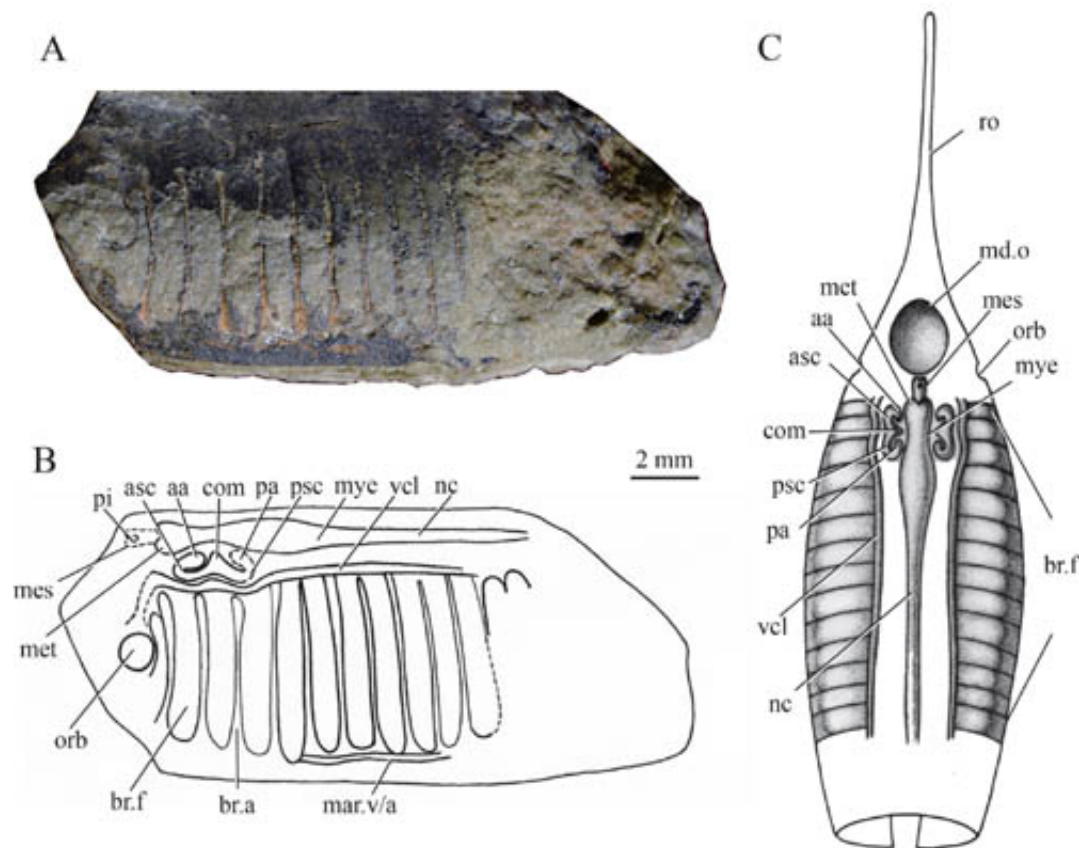 A
B
2 mm
pi
asc
aa
com
pa
psc
mye
vcl
nc
mes
met
orb
br.f
br.a
mar.v/a
C
ro
md.o
met
mes
aa
orb
asc
mye
com
psc
pa
br.f
vcl
nc